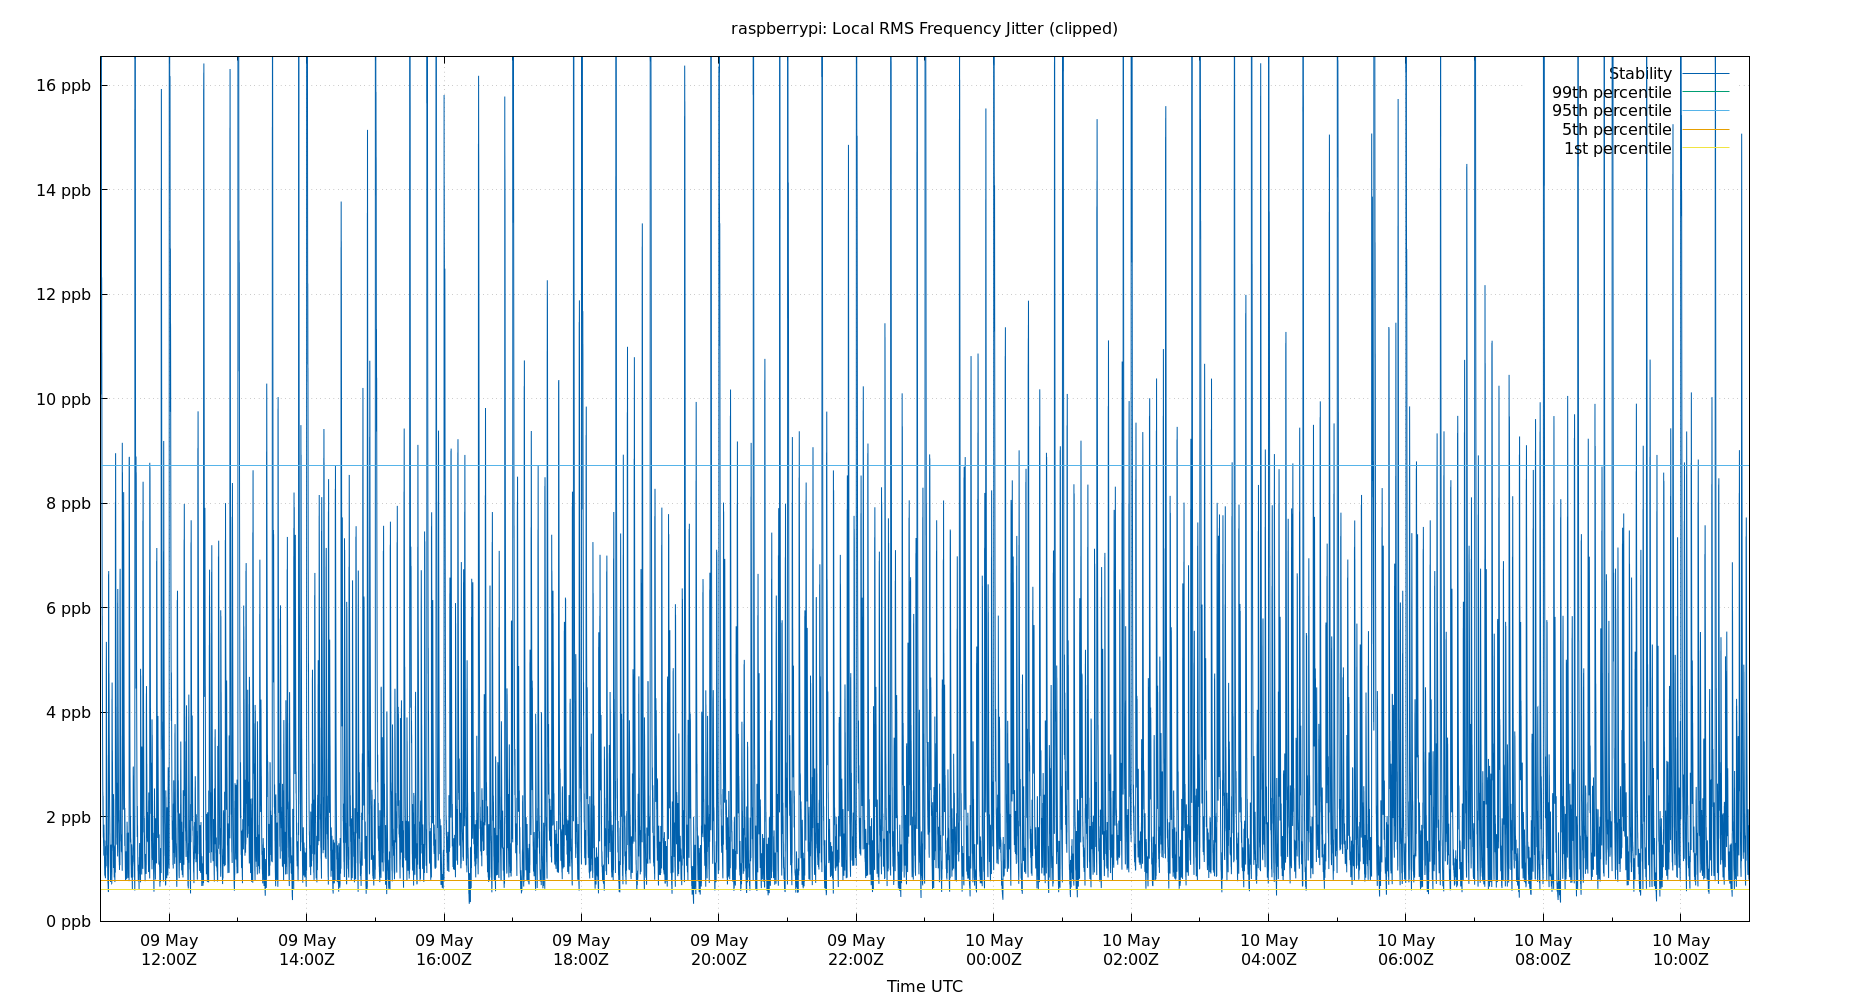 raspberrypi: Local RMS Frequency Jitter (clipped)
16 ppb
14 ppb
12 ppb
10 ppb
8 ppb
6 ppb
4 ppb
2 ppb
0 ppb
Stability
99th percentile
95th percentile
5th percentile
1st percentile
09 May 09 May 09 May 09 May 09 May 09 May 10 May 10 May 10 May 10 May 10 May 10 May
12:00Z 14:00Z 16:00Z 18:00Z 20:00Z 22:00Z 00:00Z 02:00Z 04:00Z 06:00Z 08:00Z 10:00Z
Time UTC